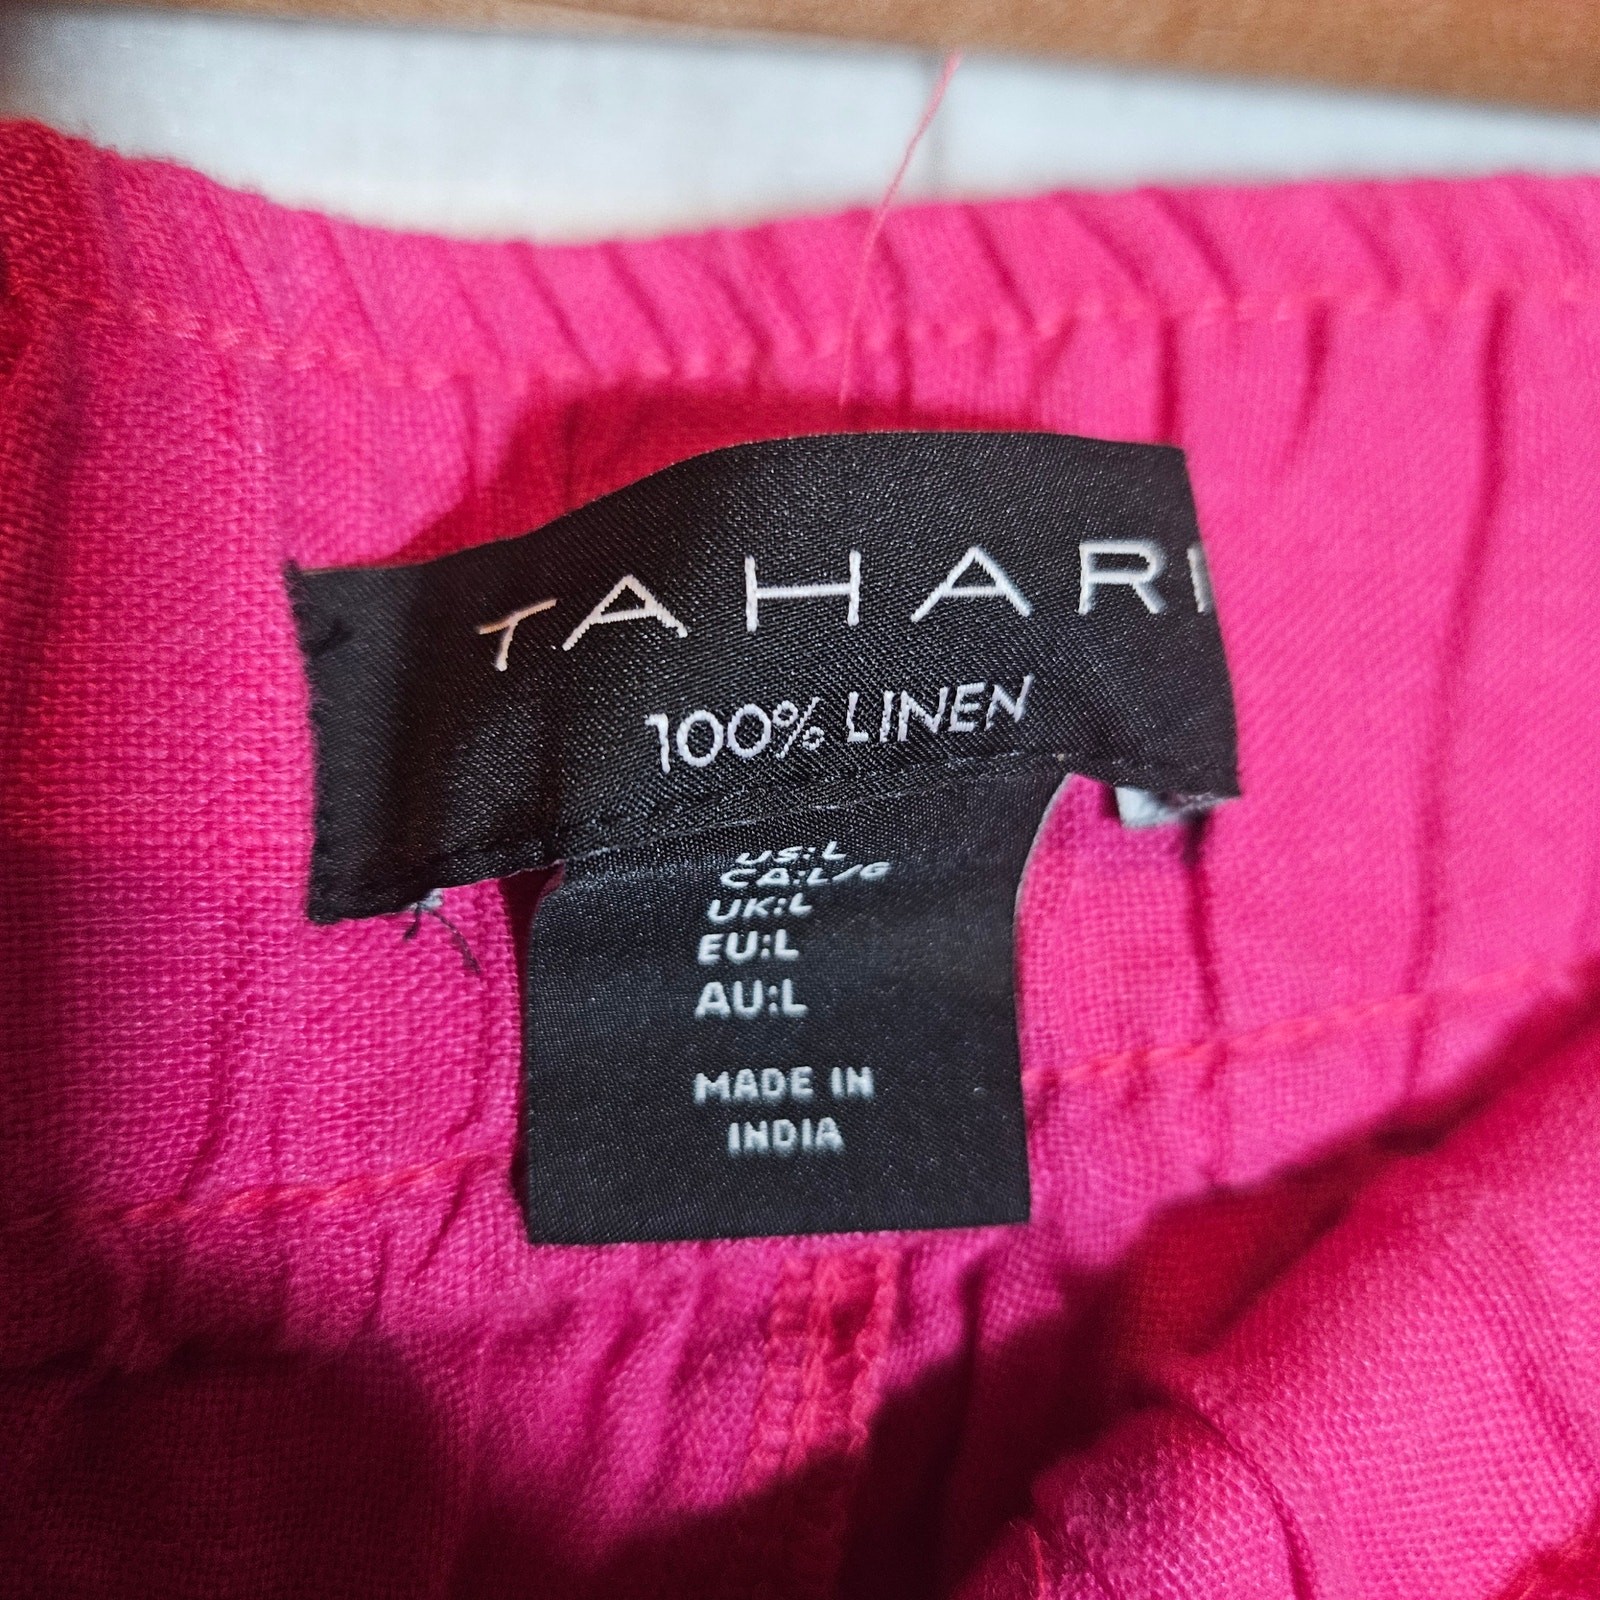 TAHARI
100% LINEN
US:L
CA:L/G
UK:L
EU:L
AU:L
MADE IN
INDIA